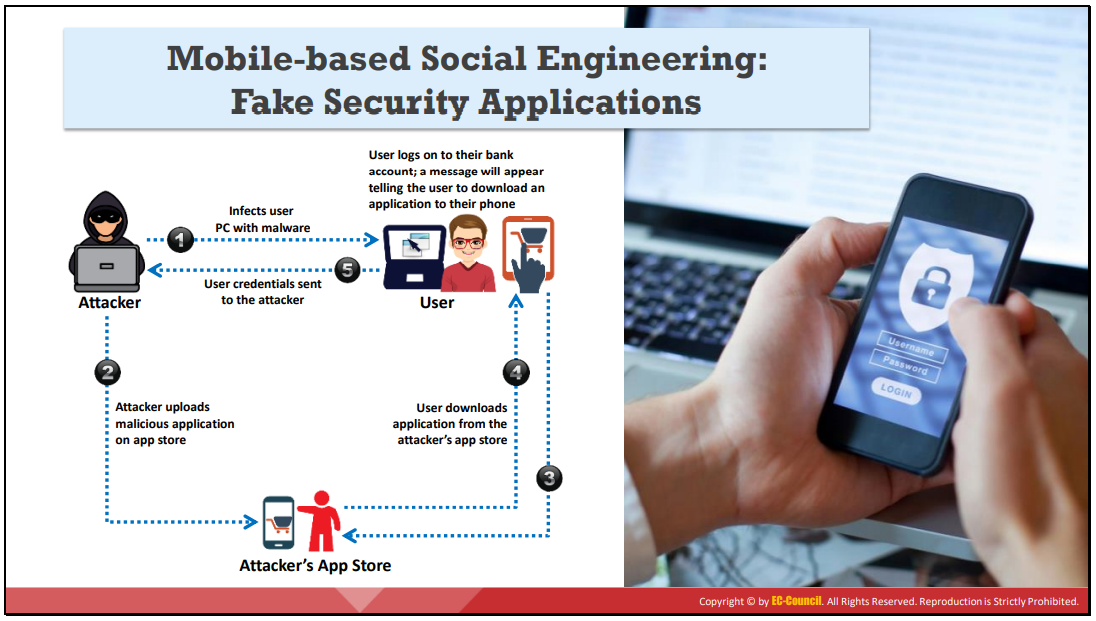 Mobile-based Social Engineering:
Fake Security Applications
User logs on to their bank
account; a message will appear
telling the user to download an
application to their phone
Infects user
PC with malware
1
5
User credentials sent
to the attacker
Attacker
User
2
Attacker uploads
malicious application
on app store
4
User downloads
application from the
attacker's app store
3
Attacker's App Store
Username
Password
LOGIN
Copyright © by EC-Council. All Rights Reserved. Reproduction is Strictly Prohibited.